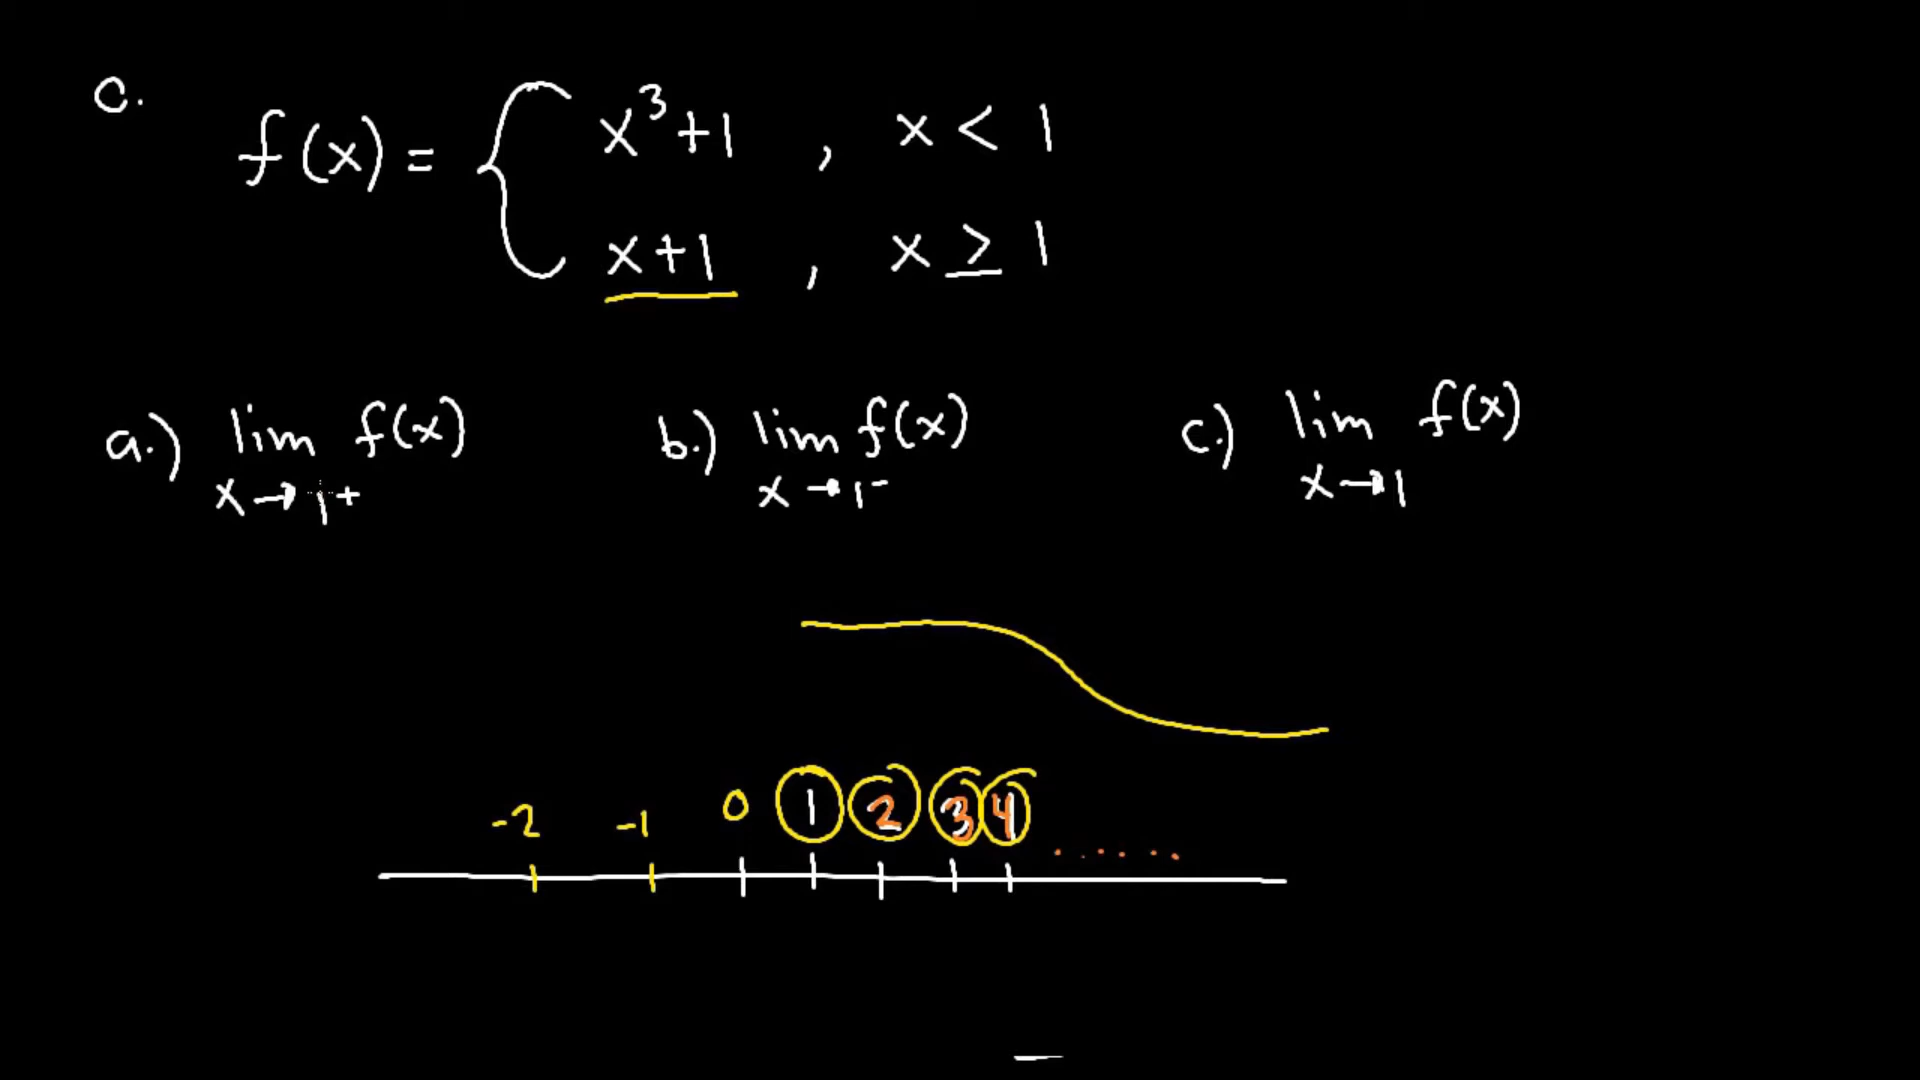 c.
f(x) = { x³+1 , x < 1
x+1 , x ≥ 1
a.) lim f(x) b.) lim f(x) c.) lim f(x)
x→1+ x→1⁻ x→1
-2 -1 0 1 2 3 4 ......